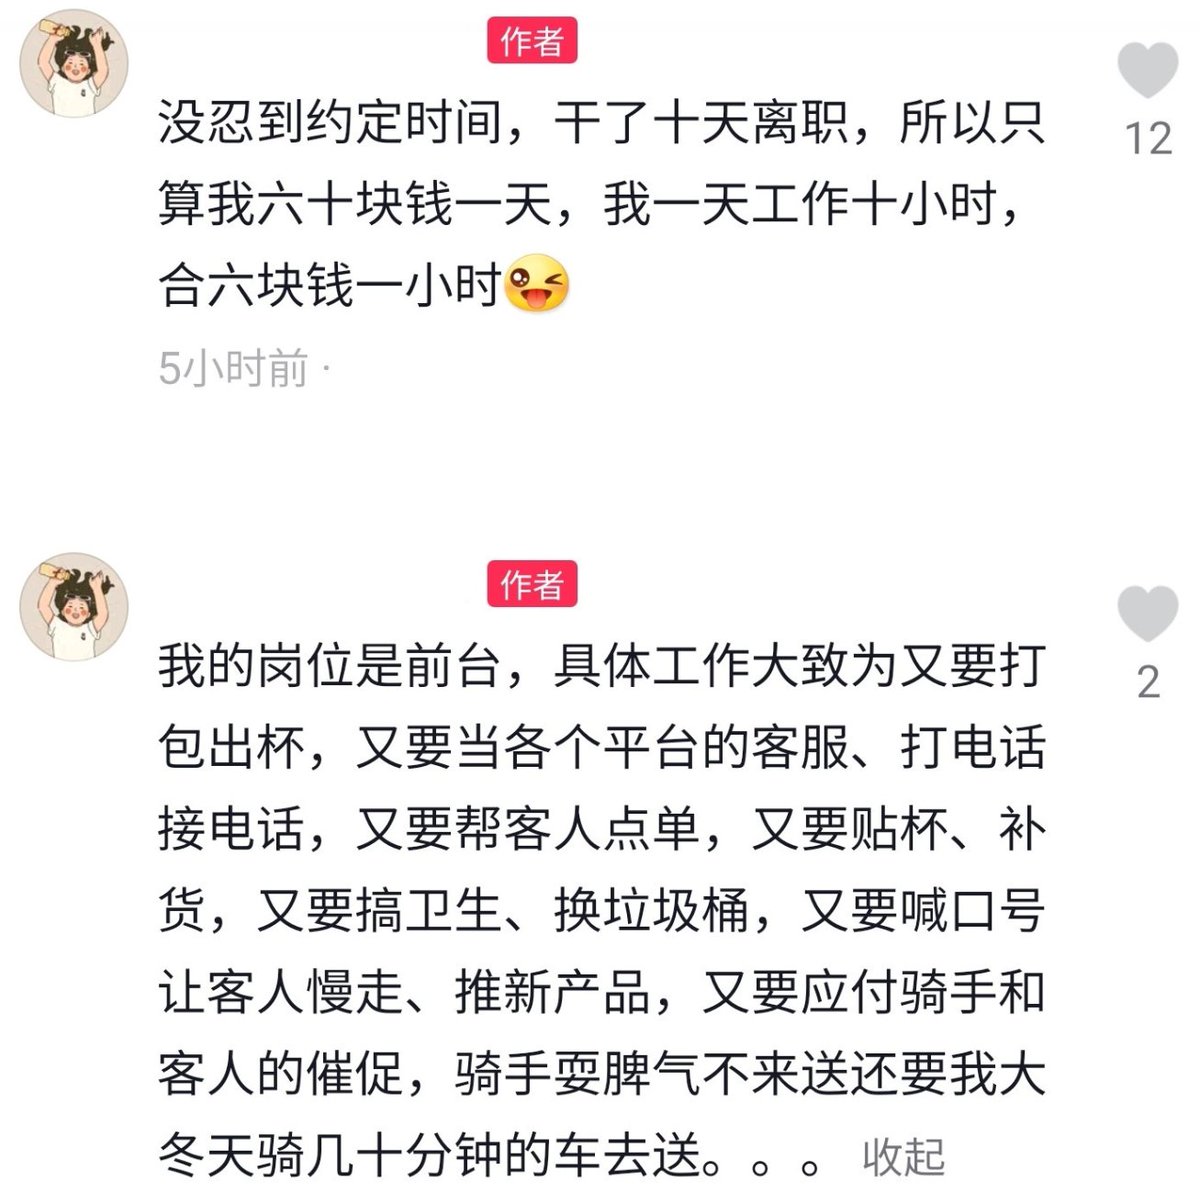 作者
没忍到约定时间，干了十天离职，所以只
算我六十块钱一天，我一天工作十小时，
合六块钱一小时😜
12
5小时前 ·
作者
我的岗位是前台，具体工作大致为又要打
包出杯，又要当各个平台的客服、打电话
接电话，又要帮客人点单，又要贴杯、补
货，又要搞卫生、换垃圾桶，又要喊口号
让客人慢走、推新产品，又要应付骑手和
客人的催促，骑手耍脾气不来送还要我大
冬天骑几十分钟的车去送。。。 收起
2